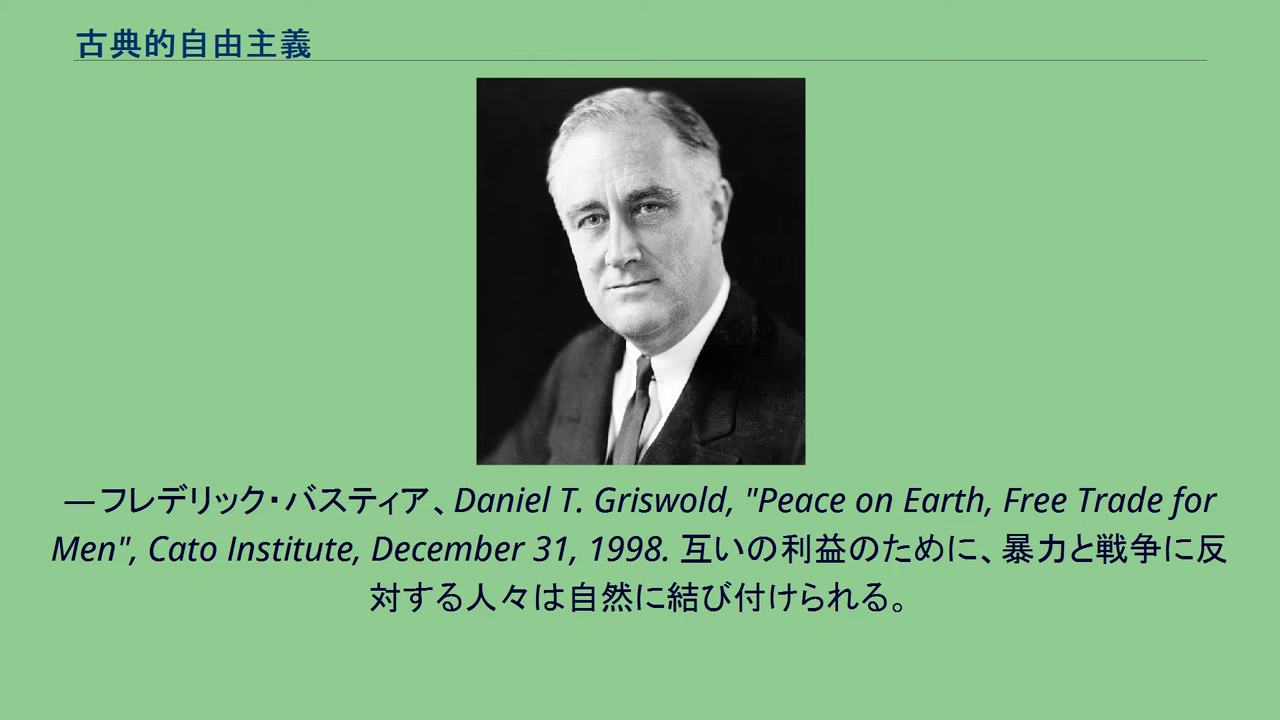 古典的自由主義
—フレデリック・バスティア、Daniel T. Griswold, "Peace on Earth, Free Trade for
Men", Cato Institute, December 31, 1998. 互いの利益のために、暴力と戦争に反
対する人々は自然に結び付けられる。